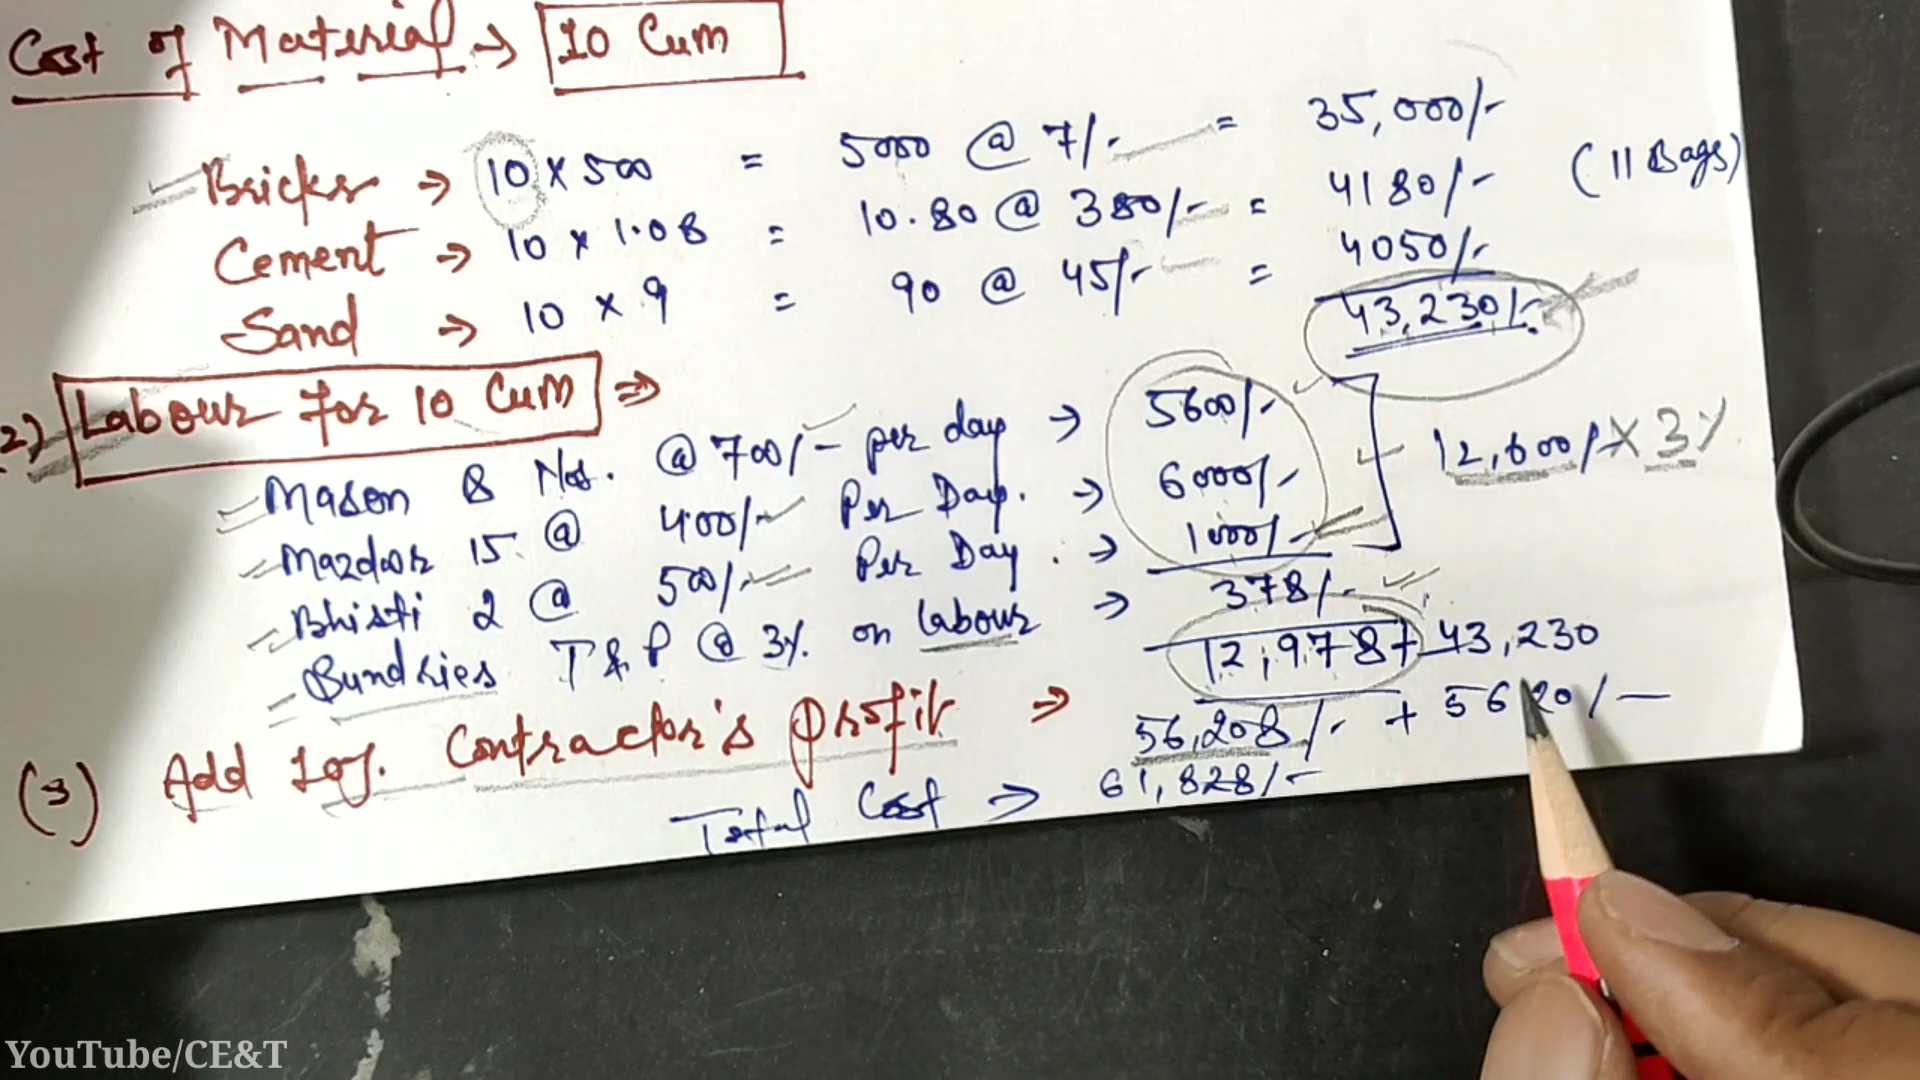 Cost of Material → 10 Cum
Bricks → 10 x 500 = 5000 @ 7/- = 35,000/-
Cement → 10 x 1.08 = 10.80 @ 380/- = 4180/- (11 Bags)
Sand → 10 x 9 = 90 @ 45/- = 4050/-
43,230/-
(2) Labour for 10 Cum ⇒
Mason 8 Nos. @ 700/- per day → 5600/-
Mazdoor 15 @ 400/- Per Day. → 6000/-
12,600/- x 3%
Bhisti 2 @ 500/- Per Day. → 1000/-
Sundries T & P @ 3% on labour → 378/-
12,978 + 43,230
(3) Add 10%. Contractor's profit ⇒ 56,208/- + 5620/-
Total Cost → 61,828/-
YouTube/CE&T